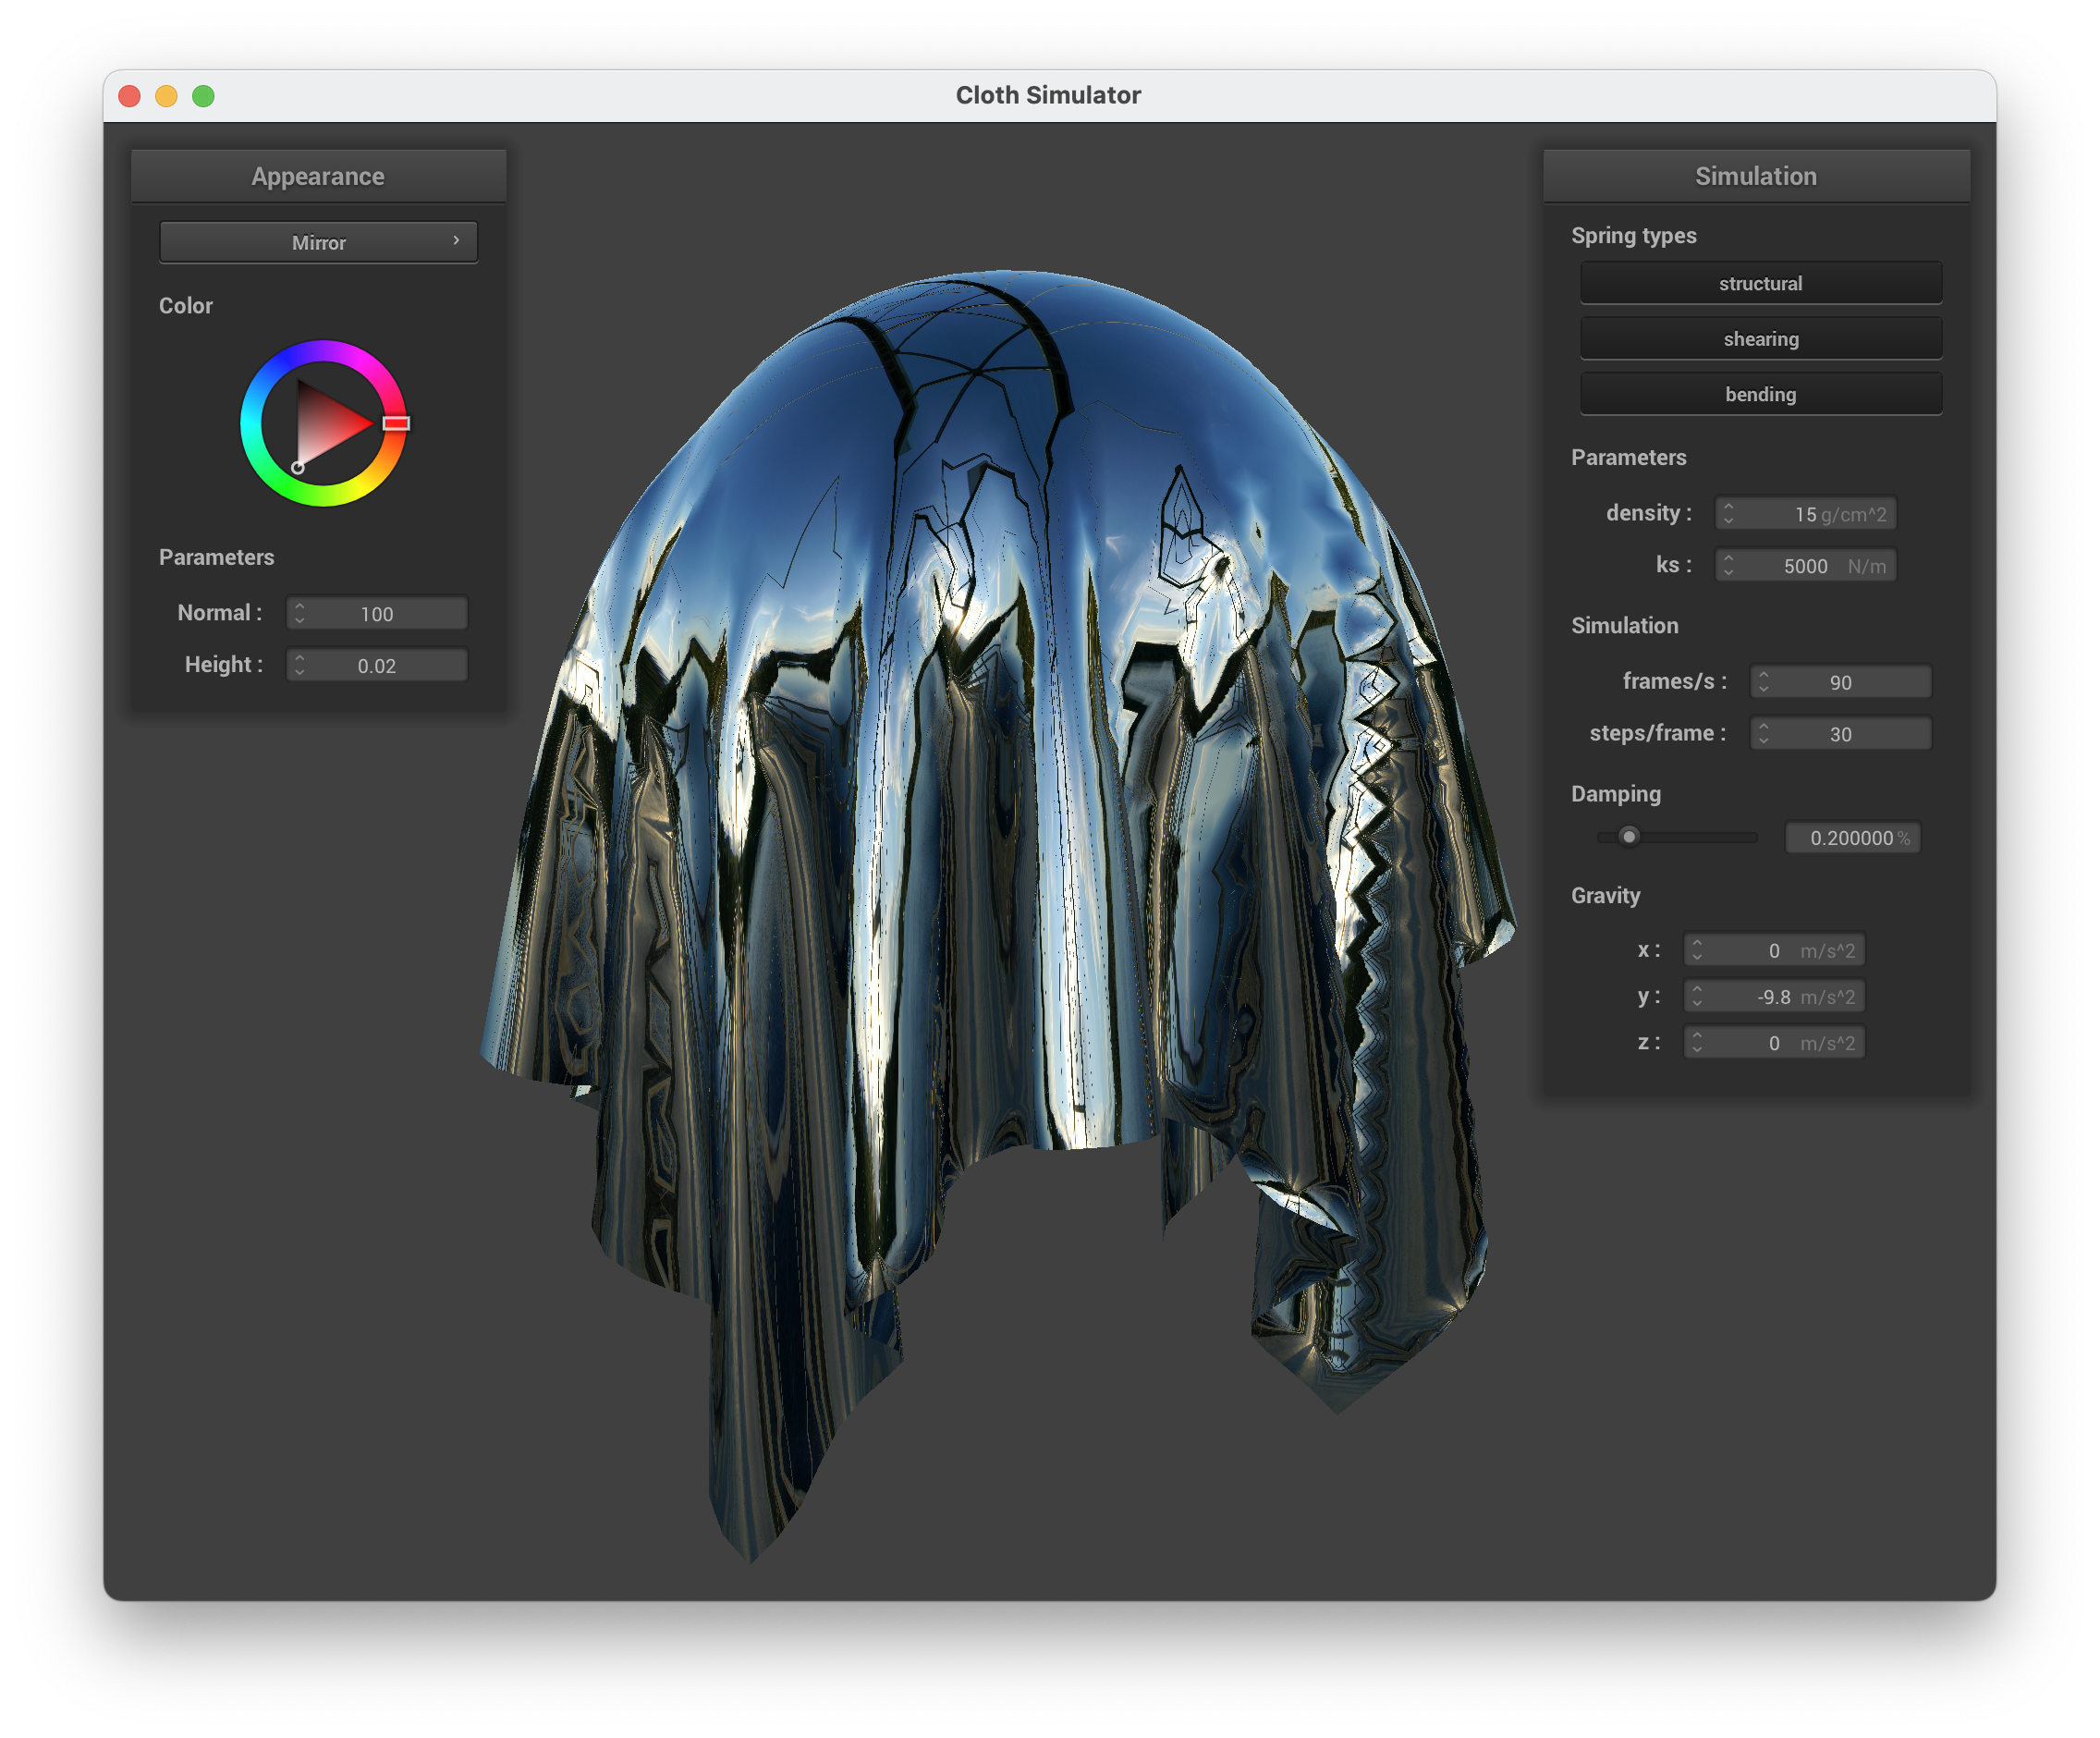 Cloth Simulator
Appearance
Mirror
Color
Parameters
Normal : 100
Height : 0.02
Simulation
Spring types
structural
shearing
bending
Parameters
density : 15 g/cm^2
ks : 5000 N/m
Simulation
frames/s : 90
steps/frame : 30
Damping
0.200000 %
Gravity
x : 0 m/s^2
y : -9.8 m/s^2
z : 0 m/s^2